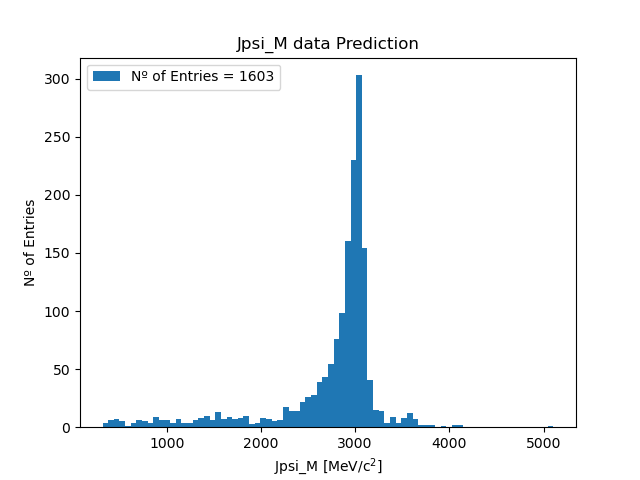 Jpsi_M data Prediction
Nº of Entries = 1603
300
250
200
150
100
50
0
Nº of Entries
1000 2000 3000 4000 5000
Jpsi_M [MeV/c²]